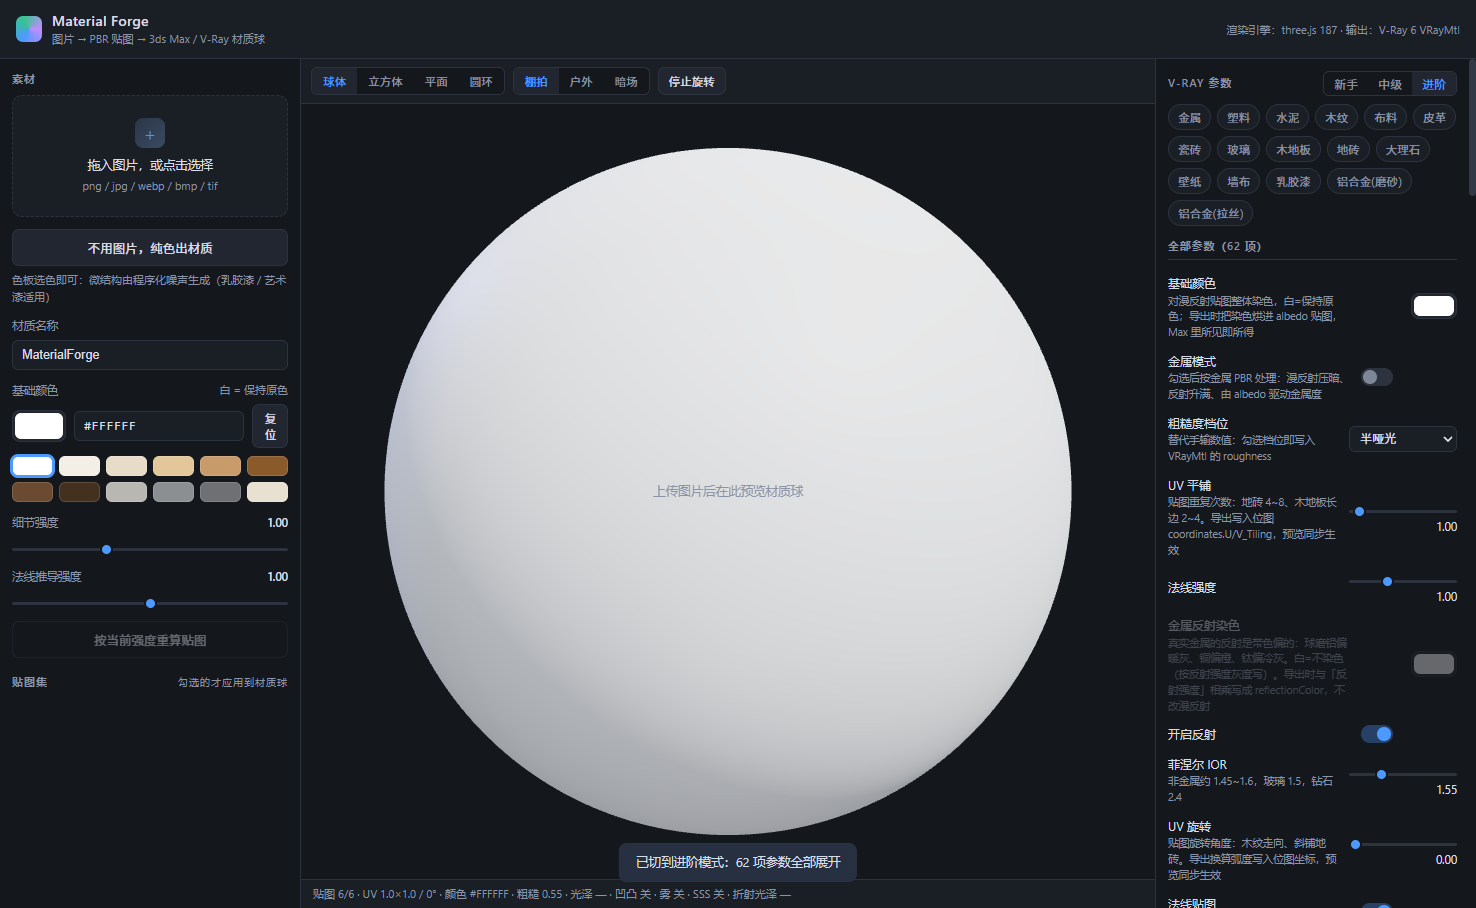 Material Forge
图片 → PBR 贴图 → 3ds Max / V-Ray 材质球
渲染引擎：three.js 187 · 输出：V-Ray 6 VRayMtl
素材
+
拖入图片，或点击选择
png / jpg / webp / bmp / tif
不用图片，纯色出材质
色板选色即可：微结构由程序化噪声生成（乳胶漆 / 艺术
漆适用）
材质名称
MaterialForge
基础颜色
白 = 保持原色
#FFFFFF
复
位
细节强度
1.00
法线推导强度
1.00
按当前强度重算贴图
贴图集
勾选的才应用到材质球
球体 立方体 平面 圆环
棚拍 户外 暗场
停止旋转
上传图片后在此预览材质球
已切到进阶模式：62 项参数全部展开
贴图 6/6 · UV 1.0×1.0 / 0° · 颜色 #FFFFFF · 粗糙 0.55 · 光泽 — · 凹凸 关 · 雾 关 · SSS 关 · 折射光泽 —
V-RAY 参数
新手 中级 进阶
金属 塑料 水泥 木纹 布料 皮革
瓷砖 玻璃 木地板 地砖 大理石
壁纸 墙布 乳胶漆 铝合金(磨砂)
铝合金(拉丝)
全部参数（62 项）
基础颜色
对漫反射贴图整体染色，白=保持原
色；导出时把染色烘进 albedo 贴图，
Max 里所见即所得
金属模式
勾选后按金属 PBR 处理：漫反射压暗、
反射升满、由 albedo 驱动金属度
粗糙度档位
替代手输数值：勾选档位即写入
VRayMtl 的 roughness
半哑光
UV 平铺
贴图重复次数：地砖 4~8、木地板长
边 2~4。导出写入位图
coordinates.U/V_Tiling，预览同步生
效
1.00
法线强度
1.00
金属反射染色
真实金属的反射是带色偏的：球磨铝偏
暖灰、铜偏橙、钛偏冷灰。白=不染色
（按反射强度灰度写）。导出时与「反
射强度」相乘写成 reflectionColor，不
改漫反射
开启反射
菲涅尔 IOR
非金属约 1.45~1.6，玻璃 1.5，钻石
2.4
1.55
UV 旋转
贴图旋转角度：木纹走向、斜铺地
砖。导出换算弧度写入位图坐标，预
览同步生效
0.00
法线贴图